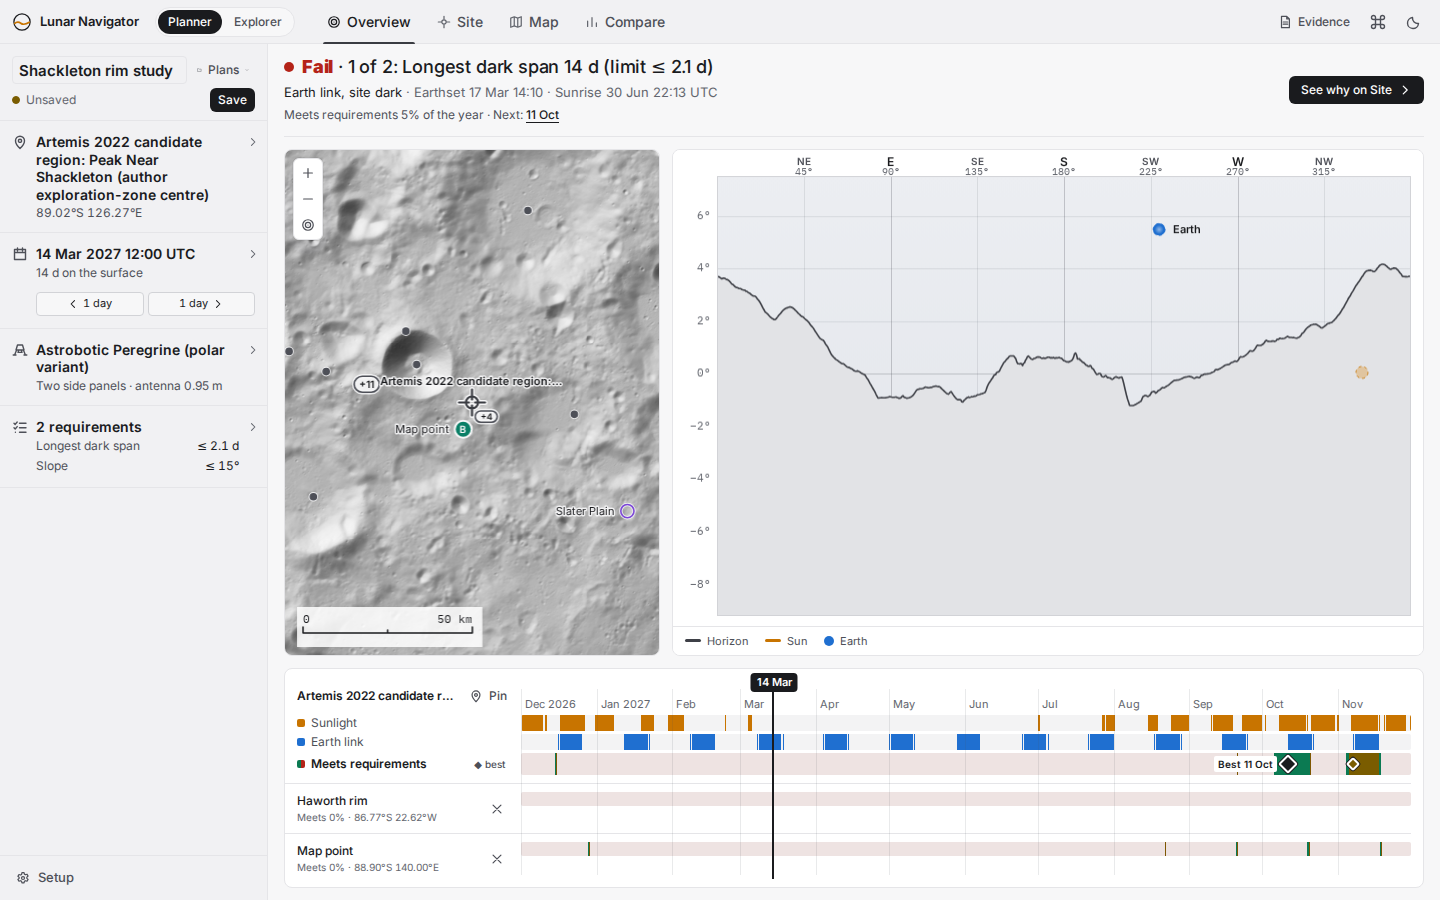 Lunar Navigator
Planner
Explorer
Overview
Site
Map
Compare
Evidence
Shackleton rim study
Plans
Unsaved
Save
Artemis 2022 candidate
region: Peak Near
Shackleton (author
exploration-zone centre)
89.02°S 126.27°E
14 Mar 2027 12:00 UTC
14 d on the surface
1 day
1 day
Astrobotic Peregrine (polar
variant)
Two side panels · antenna 0.95 m
2 requirements
Longest dark span ≤ 2.1 d
Slope ≤ 15°
Setup
Fail · 1 of 2: Longest dark span 14 d (limit ≤ 2.1 d)
Earth link, site dark · Earthset 17 Mar 14:10 · Sunrise 30 Jun 22:13 UTC
Meets requirements 5% of the year · Next: 11 Oct
See why on Site
+11
Artemis 2022 candidate region:...
+4
Map point B
Slater Plain
0 50 km
NE E SE S SW W NW
45° 90° 135° 180° 225° 270° 315°
6°
Earth
4°
2°
0°
−2°
−4°
−6°
−8°
Horizon
Sun
Earth
14 Mar
Artemis 2022 candidate r...
Pin
Dec 2026 Jan 2027 Feb Mar Apr May Jun Jul Aug Sep Oct Nov
Sunlight
Earth link
Meets requirements
best
Best 11 Oct
Haworth rim
Meets 0% · 86.77°S 22.62°W
Map point
Meets 0% · 88.90°S 140.00°E